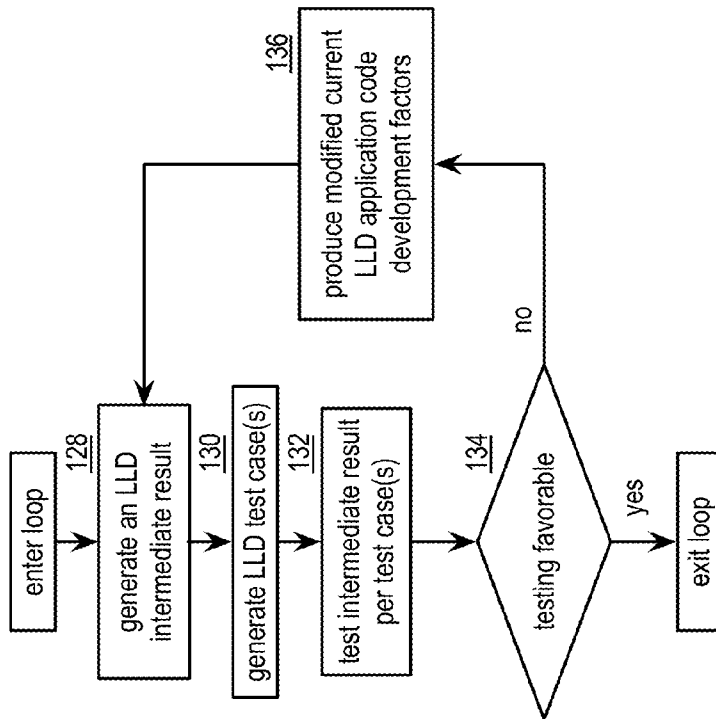 enter loop
128
generate an LLD
intermediate result
130
generate LLD test case(s)
132
test intermediate result
per test case(s)
134
testing favorable
yes
exit loop
no
136
produce modified current
LLD application code
development factors